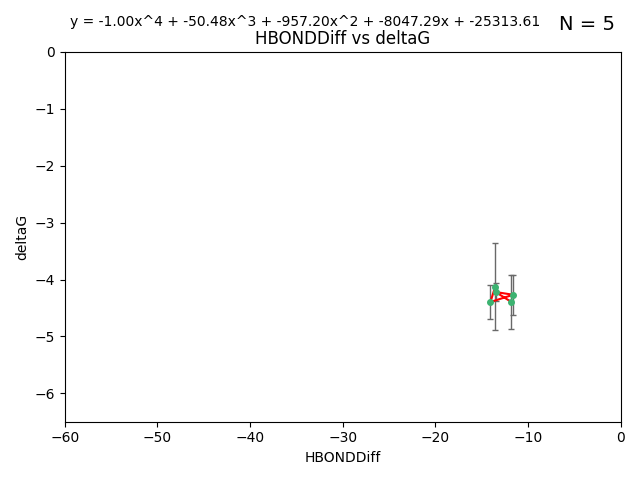 y = -1.00x^4 + -50.48x^3 + -957.20x^2 + -8047.29x + -25313.61
N = 5
HBONDDiff vs deltaG
0
−1
−2
−3
−4
−5
−6
deltaG
−60 −50 −40 −30 −20 −10 0
HBONDDiff